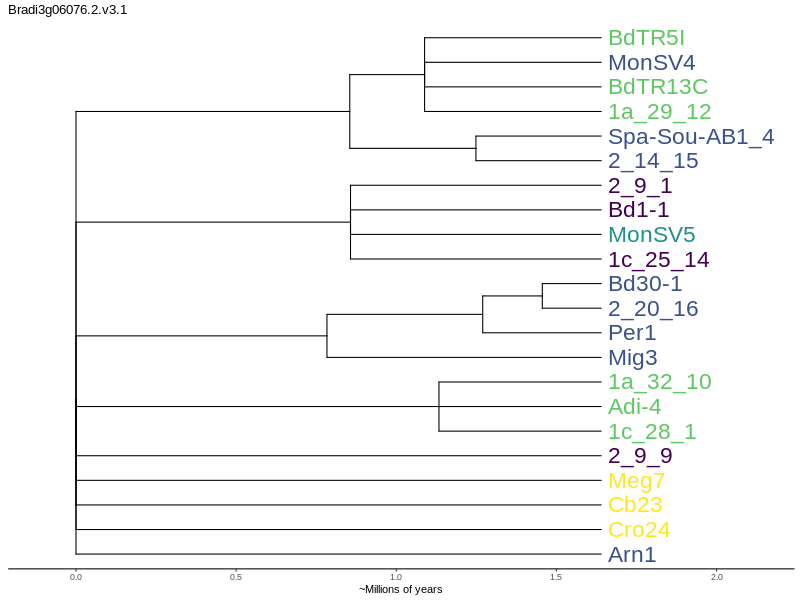 Bradi3g06076.2.v3.1
BdTR5I
MonSV4
BdTR13C
1a_29_12
Spa-Sou-AB1_4
2_14_15
2_9_1
Bd1-1
MonSV5
1c_25_14
Bd30-1
2_20_16
Per1
Mig3
1a_32_10
Adi-4
1c_28_1
2_9_9
Meg7
Cb23
Cro24
Arn1
0.0 0.5 1.0 1.5 2.0
~Millions of years